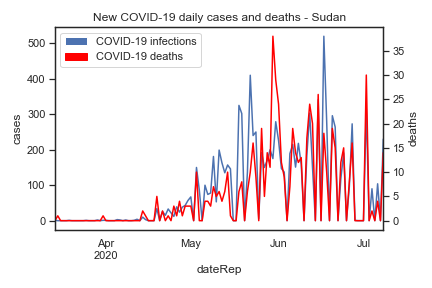 New COVID-19 daily cases and deaths - Sudan
COVID-19 infections
COVID-19 deaths
500
400
300
200
100
0
cases
35
30
25
20
15
10
5
0
deaths
Apr
2020
May
Jun
Jul
dateRep